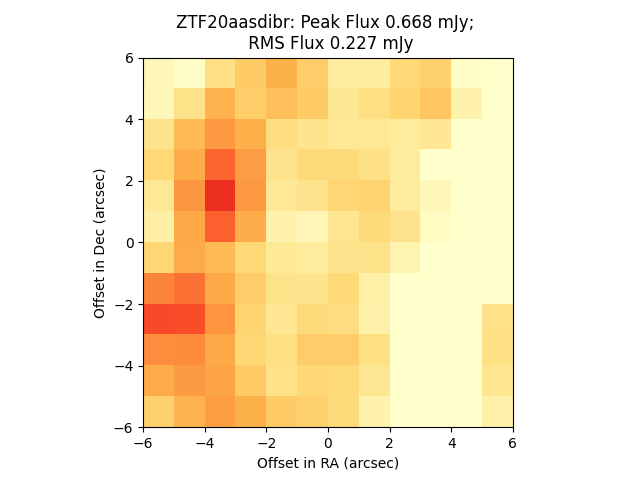 ZTF20aasdibr: Peak Flux 0.668 mJy;
RMS Flux 0.227 mJy
6
4
2
0
−2
−4
−6
Offset in Dec (arcsec)
−6 −4 −2 0 2 4 6
Offset in RA (arcsec)